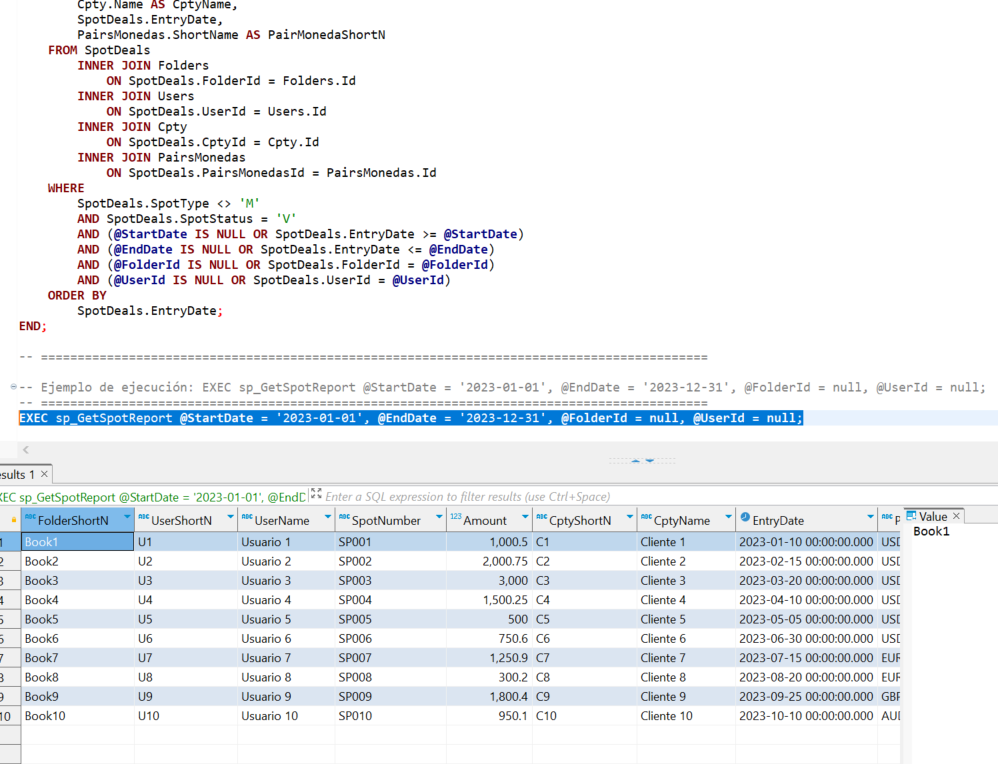 Cpty.Name AS CptyName,
SpotDeals.EntryDate,
PairsMonedas.ShortName AS PairMonedaShortN
FROM SpotDeals
INNER JOIN Folders
ON SpotDeals.FolderId = Folders.Id
INNER JOIN Users
ON SpotDeals.UserId = Users.Id
INNER JOIN Cpty
ON SpotDeals.CptyId = Cpty.Id
INNER JOIN PairsMonedas
ON SpotDeals.PairsMonedasId = PairsMonedas.Id
WHERE
SpotDeals.SpotType <> 'M'
AND SpotDeals.SpotStatus = 'V'
AND (@StartDate IS NULL OR SpotDeals.EntryDate >= @StartDate)
AND (@EndDate IS NULL OR SpotDeals.EntryDate <= @EndDate)
AND (@FolderId IS NULL OR SpotDeals.FolderId = @FolderId)
AND (@UserId IS NULL OR SpotDeals.UserId = @UserId)
ORDER BY
SpotDeals.EntryDate;
END;
-- ============================================================================================
-- Ejemplo de ejecución: EXEC sp_GetSpotReport @StartDate = '2023-01-01', @EndDate = '2023-12-31', @FolderId = null, @UserId = null;
-- ============================================================================================
EXEC sp_GetSpotReport @StartDate = '2023-01-01', @EndDate = '2023-12-31', @FolderId = null, @UserId = null;
esults 1
XEC sp_GetSpotReport @StartDate = '2023-01-01', @EndD Enter a SQL expression to filter results (use Ctrl+Space)
ABC FolderShortN ABC UserShortN ABC UserName ABC SpotNumber 123 Amount ABC CptyShortN ABC CptyName EntryDate ABC Value
1 Book1 U1 Usuario 1 SP001 1,000.5 C1 Cliente 1 2023-01-10 00:00:00.000 USD Book1
2 Book2 U2 Usuario 2 SP002 2,000.75 C2 Cliente 2 2023-02-15 00:00:00.000 USD
3 Book3 U3 Usuario 3 SP003 3,000 C3 Cliente 3 2023-03-20 00:00:00.000 USD
4 Book4 U4 Usuario 4 SP004 1,500.25 C4 Cliente 4 2023-04-10 00:00:00.000 USD
5 Book5 U5 Usuario 5 SP005 500 C5 Cliente 5 2023-05-05 00:00:00.000 USD
6 Book6 U6 Usuario 6 SP006 750.6 C6 Cliente 6 2023-06-30 00:00:00.000 USD
7 Book7 U7 Usuario 7 SP007 1,250.9 C7 Cliente 7 2023-07-15 00:00:00.000 EUR
8 Book8 U8 Usuario 8 SP008 300.2 C8 Cliente 8 2023-08-20 00:00:00.000 EUR
9 Book9 U9 Usuario 9 SP009 1,800.4 C9 Cliente 9 2023-09-25 00:00:00.000 GBP
10 Book10 U10 Usuario 10 SP010 950.1 C10 Cliente 10 2023-10-10 00:00:00.000 AUD